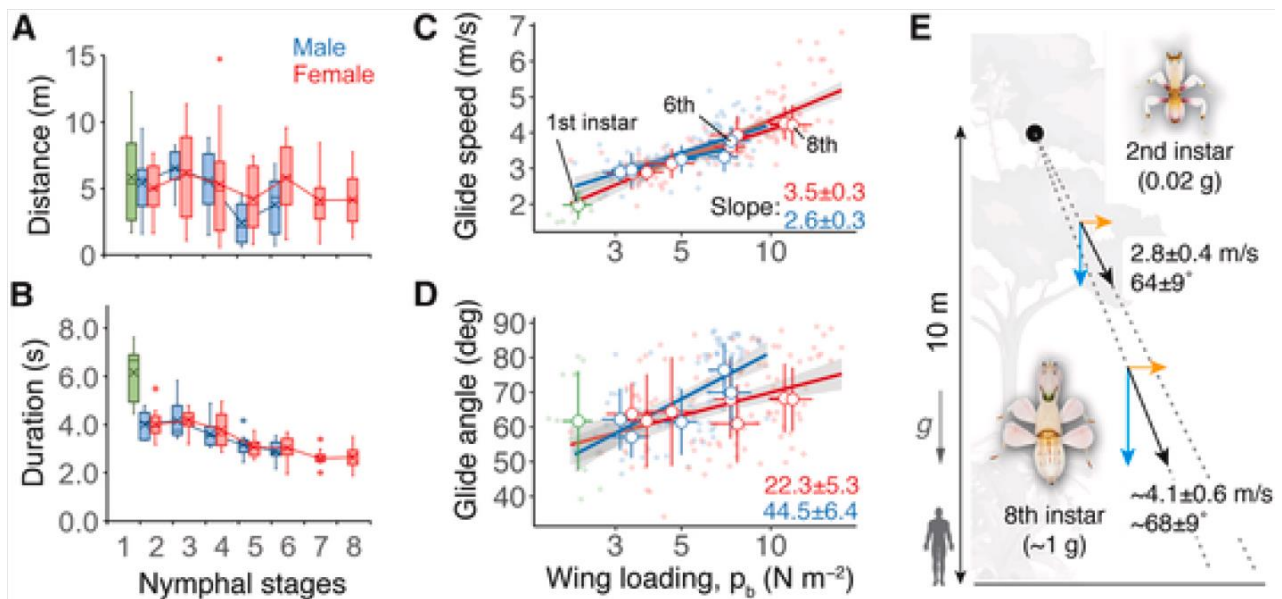 A
Male
Female
Distance (m)
15
10
5
0
B
Duration (s)
8.0
6.0
4.0
2.0
0.0
1 2 3 4 5 6 7 8
Nymphal stages
C
Glide speed (m/s)
7
6
5
4
3
2
1st instar
6th
8th
Slope: 3.5±0.3
2.6±0.3
3 5 10
D
Glide angle (deg)
90
80
70
60
50
40
22.3±5.3
44.5±6.4
3 5 10
Wing loading, p_b (N m⁻²)
E
2nd instar
(0.02 g)
2.8±0.4 m/s
64±9°
10 m
g
8th instar
(~1 g)
~4.1±0.6 m/s
~68±9°